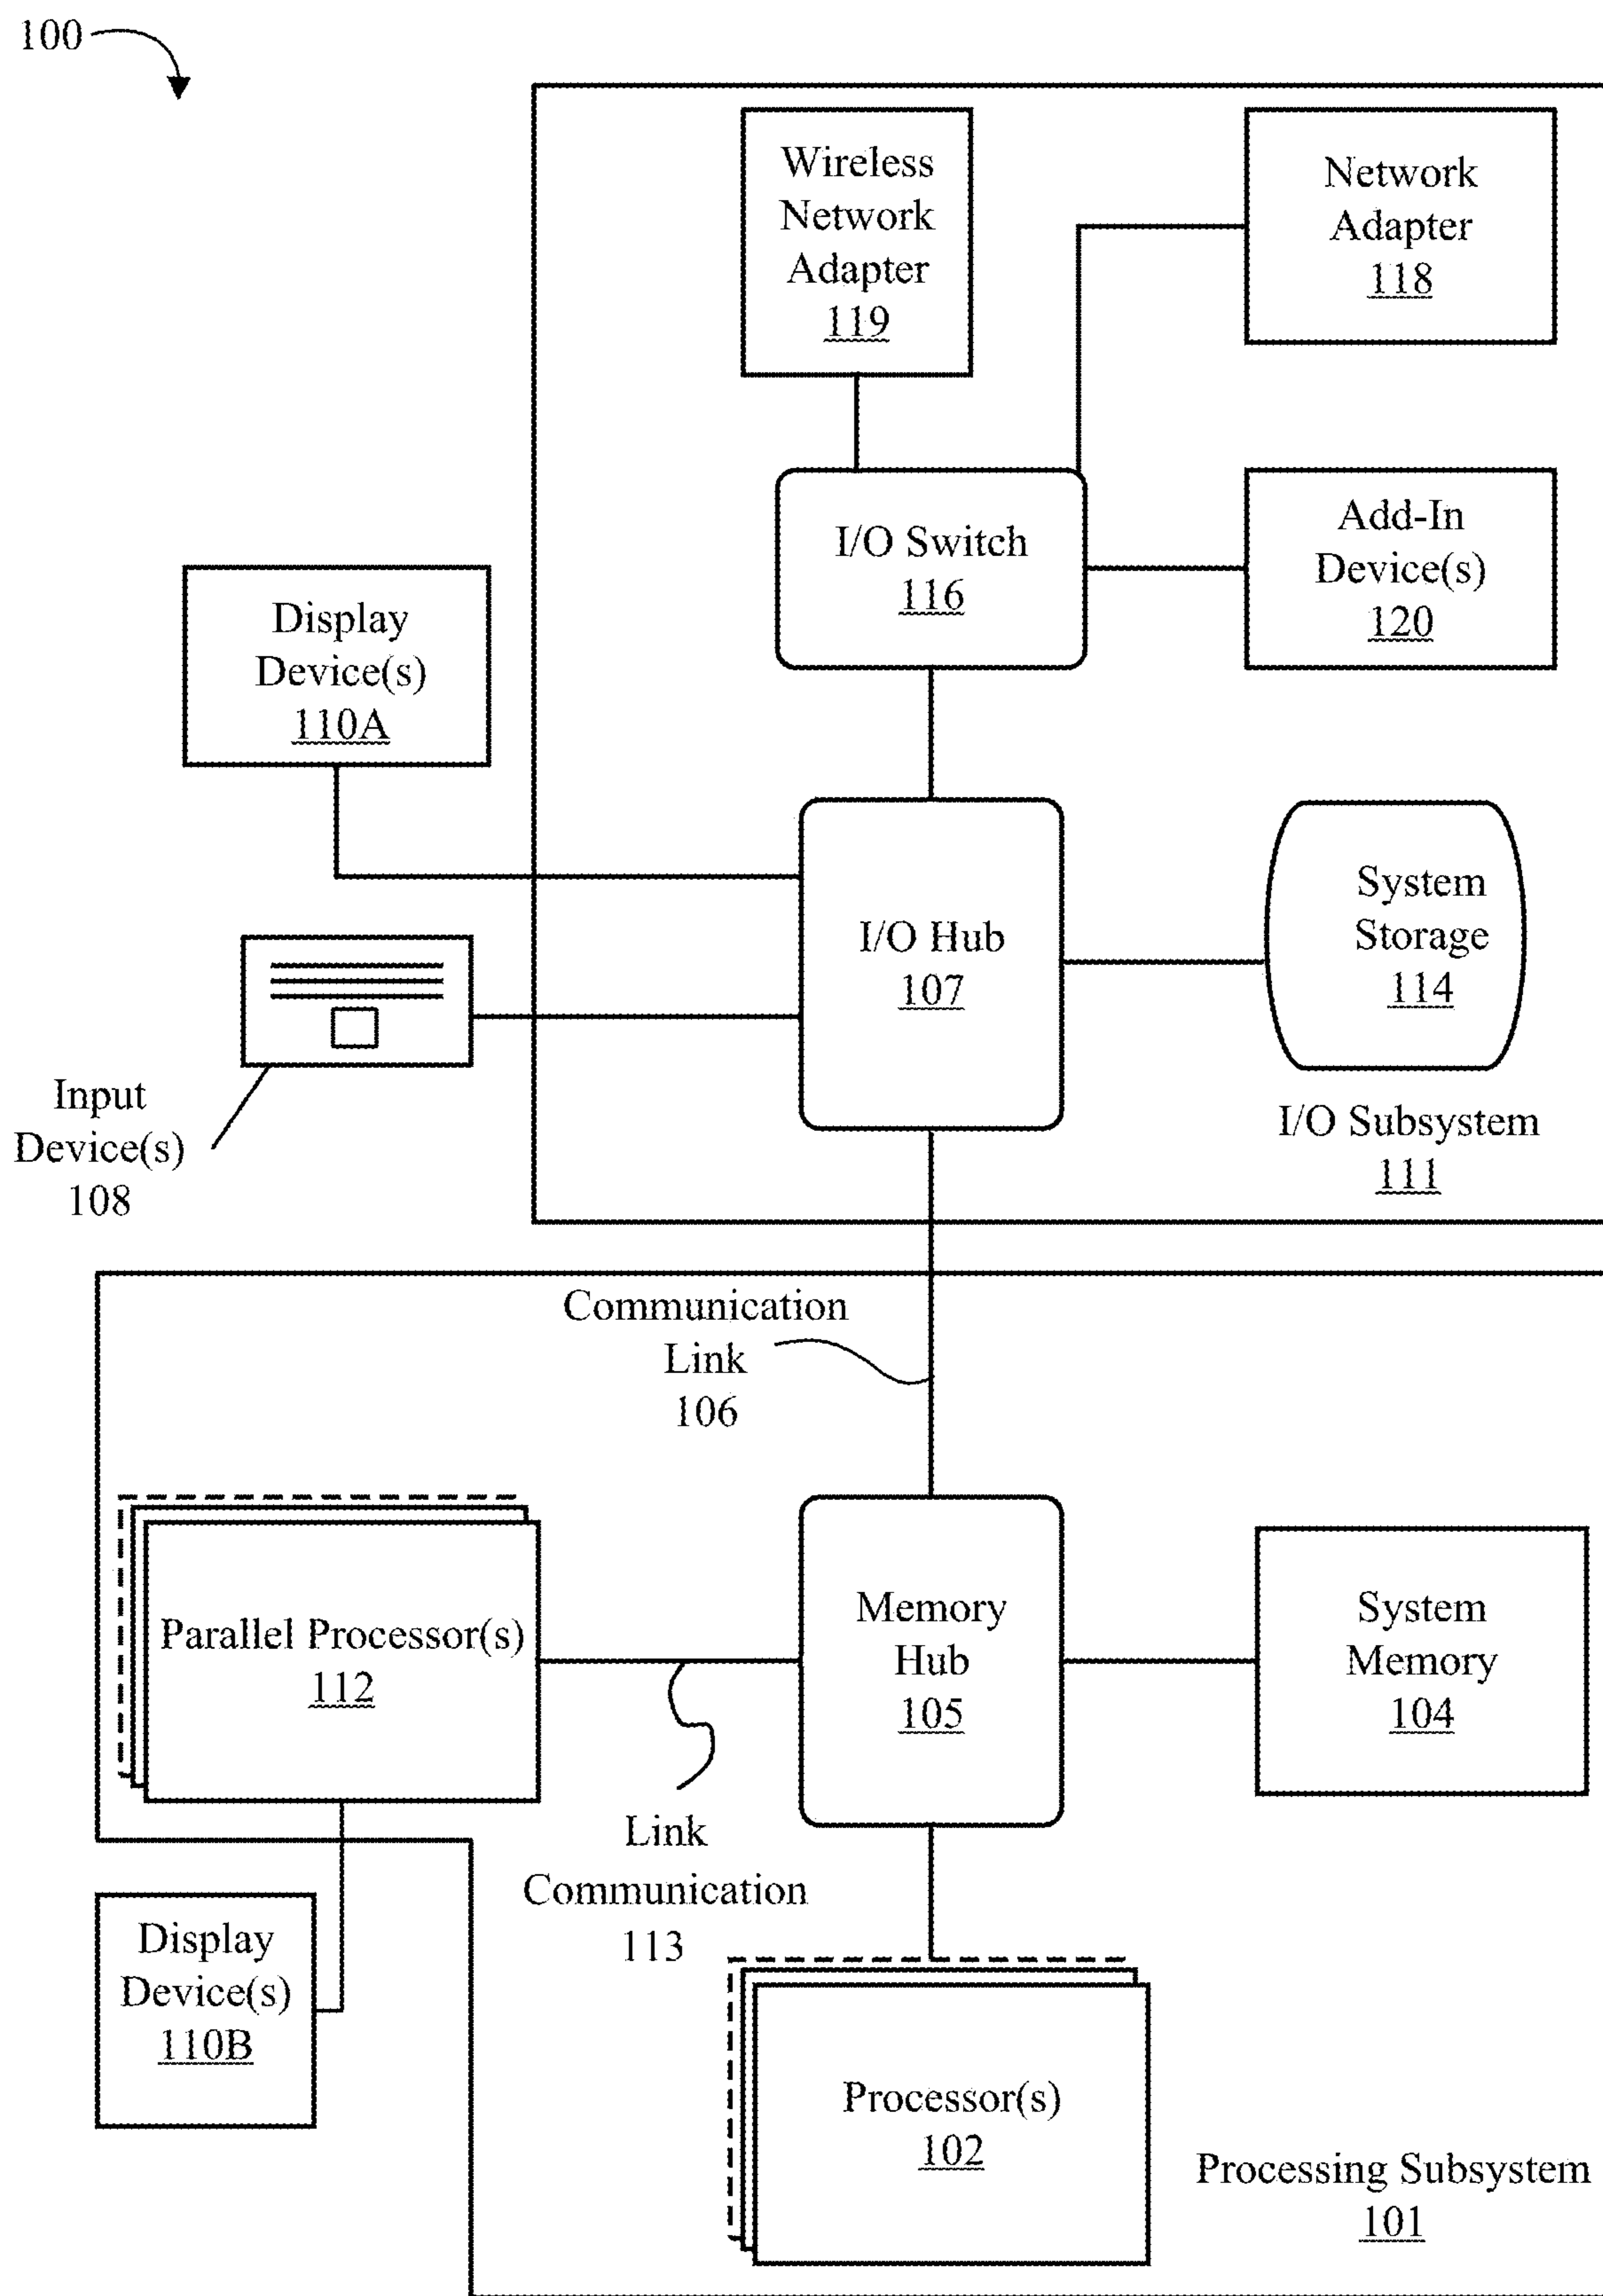 100
Wireless
Network
Adapter
119
Network
Adapter
118
I/O Switch
116
Add-In
Device(s)
120
Display
Device(s)
110A
I/O Hub
107
System
Storage
114
Input
Device(s)
108
I/O Subsystem
111
Communication
Link
106
Parallel Processor(s)
112
Memory
Hub
105
System
Memory
104
Link
Communication
113
Display
Device(s)
110B
Processor(s)
102
Processing Subsystem
101